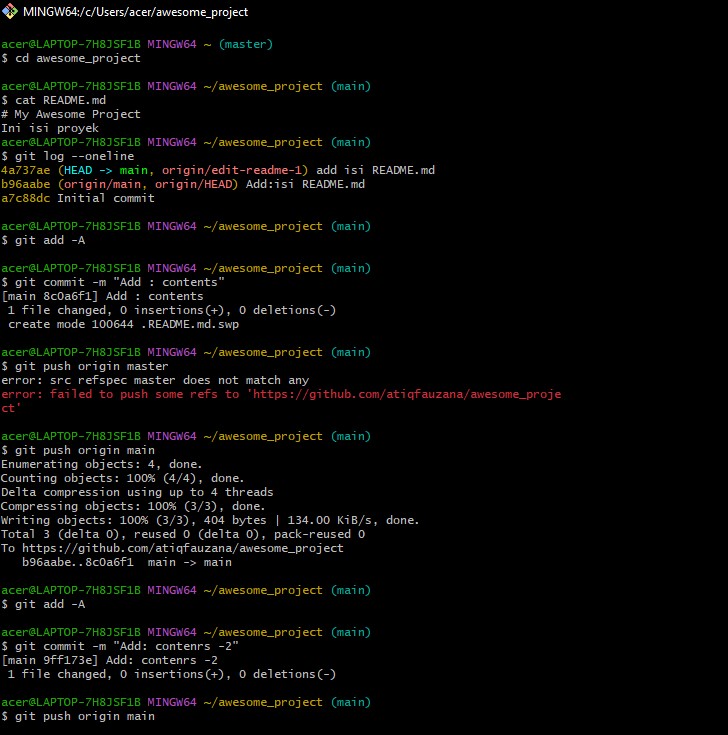 MINGW64:/c/Users/acer/awesome_project
acer@LAPTOP-7H8JSF1B MINGW64 ~ (master)
$ cd awesome_project
acer@LAPTOP-7H8JSF1B MINGW64 ~/awesome_project (main)
$ cat README.md
# My Awesome Project
Ini isi proyek
acer@LAPTOP-7H8JSF1B MINGW64 ~/awesome_project (main)
$ git log --oneline
4a737ae (HEAD -> main, origin/edit-readme-1) add isi README.md
b96aabe (origin/main, origin/HEAD) Add:isi README.md
a7c88dc Initial commit
acer@LAPTOP-7H8JSF1B MINGW64 ~/awesome_project (main)
$ git add -A
acer@LAPTOP-7H8JSF1B MINGW64 ~/awesome_project (main)
$ git commit -m "Add : contents"
[main 8c0a6f1] Add : contents
 1 file changed, 0 insertions(+), 0 deletions(-)
 create mode 100644 .README.md.swp
acer@LAPTOP-7H8JSF1B MINGW64 ~/awesome_project (main)
$ git push origin master
error: src refspec master does not match any
error: failed to push some refs to 'https://github.com/atiqfauzana/awesome_proje
ct'
acer@LAPTOP-7H8JSF1B MINGW64 ~/awesome_project (main)
$ git push origin main
Enumerating objects: 4, done.
Counting objects: 100% (4/4), done.
Delta compression using up to 4 threads
Compressing objects: 100% (3/3), done.
Writing objects: 100% (3/3), 404 bytes | 134.00 KiB/s, done.
Total 3 (delta 0), reused 0 (delta 0), pack-reused 0
To https://github.com/atiqfauzana/awesome_project
   b96aabe..8c0a6f1  main -> main
acer@LAPTOP-7H8JSF1B MINGW64 ~/awesome_project (main)
$ git add -A
acer@LAPTOP-7H8JSF1B MINGW64 ~/awesome_project (main)
$ git commit -m "Add: contenrs -2"
[main 9ff173e] Add: contenrs -2
 1 file changed, 0 insertions(+), 0 deletions(-)
acer@LAPTOP-7H8JSF1B MINGW64 ~/awesome_project (main)
$ git push origin main